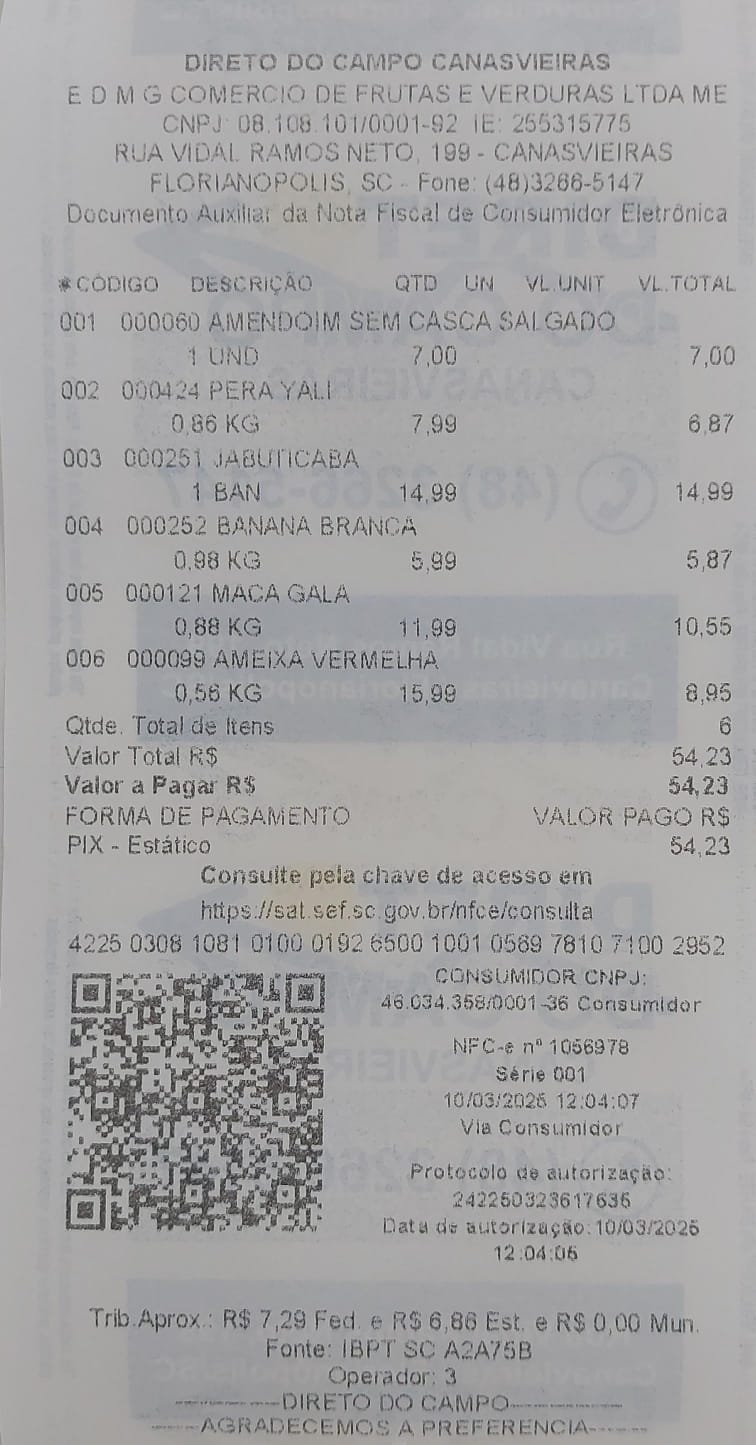 DIRETO DO CAMPO CANASVIEIRAS
E D M G COMERCIO DE FRUTAS E VERDURAS LTDA ME
CNPJ: 08.108.101/0001-92 IE: 255315775
RUA VIDAL RAMOS NETO, 199 - CANASVIEIRAS
FLORIANOPOLIS, SC - Fone: (48)3266-5147
Documento Auxiliar da Nota Fiscal de Consumidor Eletrônica
*CÓDIGO DESCRIÇÃO QTD UN VL.UNIT VL.TOTAL
001 000060 AMENDOIM SEM CASCA SALGADO
1 UND 7,00 7,00
002 000424 PERA YALI
0,86 KG 7,99 6,87
003 000251 JABUTICABA
1 BAN 14,99 14,99
004 000252 BANANA BRANCA
0,98 KG 5,99 5,87
005 000121 MACA GALA
0,88 KG 11,99 10,55
006 000099 AMEIXA VERMELHA
0,56 KG 15,99 8,95
Qtde. Total de Itens 6
Valor Total R$ 54,23
Valor a Pagar R$ 54,23
FORMA DE PAGAMENTO VALOR PAGO R$
PIX - Estático 54,23
Consulte pela chave de acesso em
https://sat.sef.sc.gov.br/nfce/consulta
4225 0308 1081 0100 0192 6500 1001 0569 7810 7100 2952
CONSUMIDOR CNPJ:
46.034.358/0001-36 Consumidor
NFC-e nº 1056978
Série 001
10/03/2025 12:04:07
Via Consumidor
Protocolo de autorização:
242250323617636
Data de autorização: 10/03/2025
12:04:05
Trib.Aprox.: R$ 7,29 Fed. e R$ 6,86 Est. e R$ 0,00 Mun.
Fonte: IBPT SC A2A75B
Operador: 3
----------DIRETO DO CAMPO----------
-----AGRADECEMOS A PREFERENCIA-----